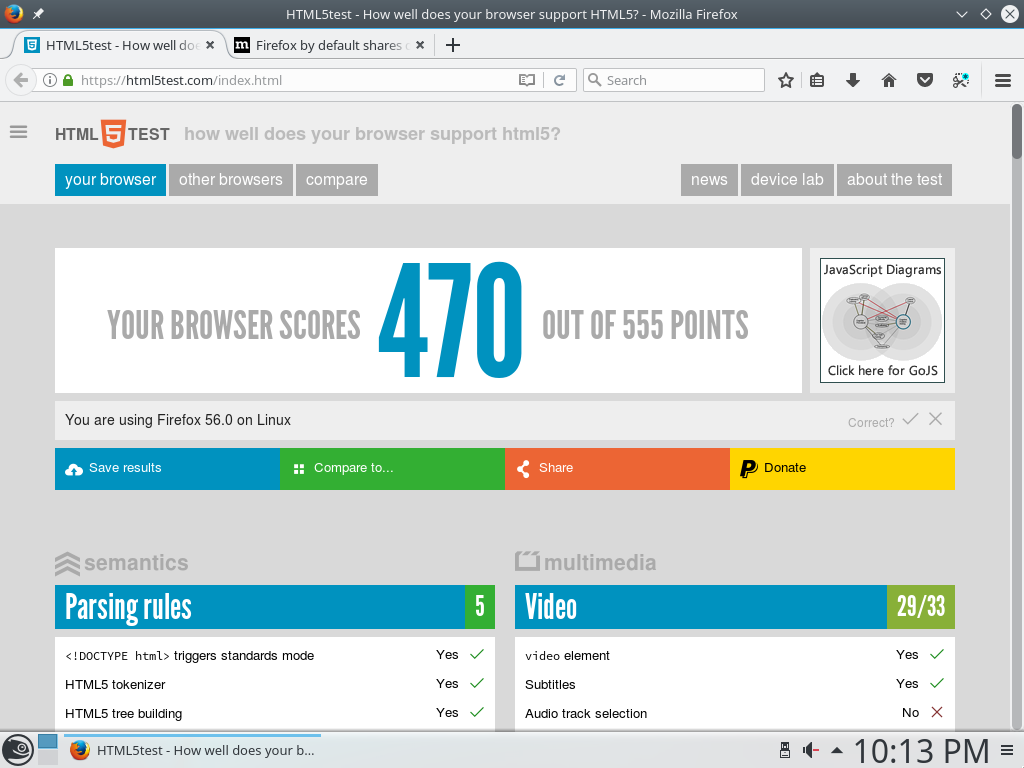 HTML5test - How well does your browser support HTML5? - Mozilla Firefox
HTML5test - How well doe
Firefox by default shares
https://html5test.com/index.html
Search
HTML 5 TEST how well does your browser support html5?
your browser other browsers compare news device lab about the test
YOUR BROWSER SCORES 470 OUT OF 555 POINTS
JavaScript Diagrams
Click here for GoJS
You are using Firefox 56.0 on Linux
Correct?
Save results Compare to... Share Donate
semantics
Parsing rules 5
<!DOCTYPE html> triggers standards mode Yes
HTML5 tokenizer Yes
HTML5 tree building Yes
multimedia
Video 29/33
video element Yes
Subtitles Yes
Audio track selection No
HTML5test - How well does your b...
10:13 PM